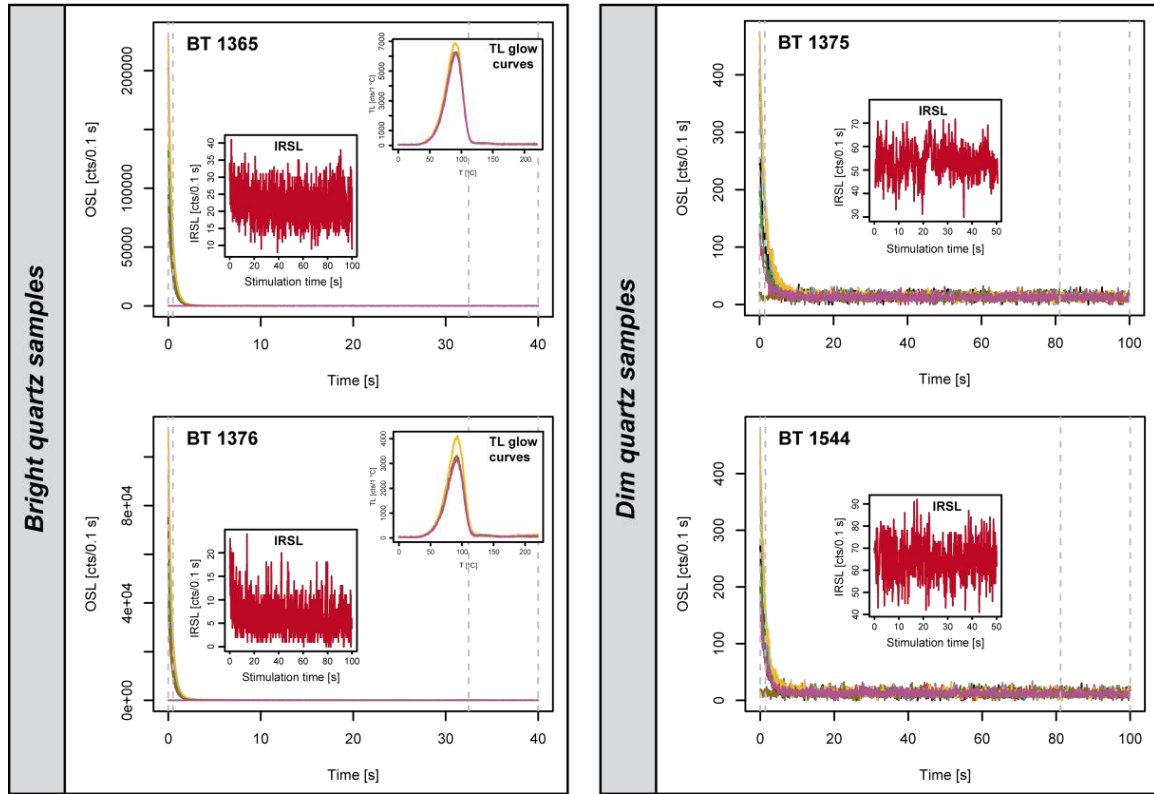 Bright quartz samples
BT 1365
OSL [cts/0.1 s]
0 50000 100000 200000
0 10 20 30 40
Time [s]
IRSL
IRSL [cts/0.1 s]
10 15 20 25 30 35 40
0 20 40 60 80 100
Stimulation time [s]
TL glow
curves
TL [cts/1 °C]
0 1000 3000 5000 6000 7000
0 50 100 150 200
T [°C]
BT 1376
OSL [cts/0.1 s]
0e+00 4e+04 8e+04
0 10 20 30 40
Time [s]
IRSL
IRSL [cts/0.1 s]
0 5 10 15 20
0 20 40 60 80 100
Stimulation time [s]
TL glow
curves
TL [cts/1 °C]
0 1000 2000 3000 4000
0 50 100 150 200
T [°C]
Dim quartz samples
BT 1375
OSL [cts/0.1 s]
0 100 200 300 400
0 20 40 60 80 100
Time [s]
IRSL
IRSL [cts/0.1 s]
30 40 50 60 70
0 10 20 30 40 50
Stimulation time [s]
BT 1544
OSL [cts/0.1 s]
0 100 200 300 400
0 20 40 60 80 100
Time [s]
IRSL
IRSL [cts/0.1 s]
40 50 60 70 80 90
0 10 20 30 40 50
Stimulation time [s]